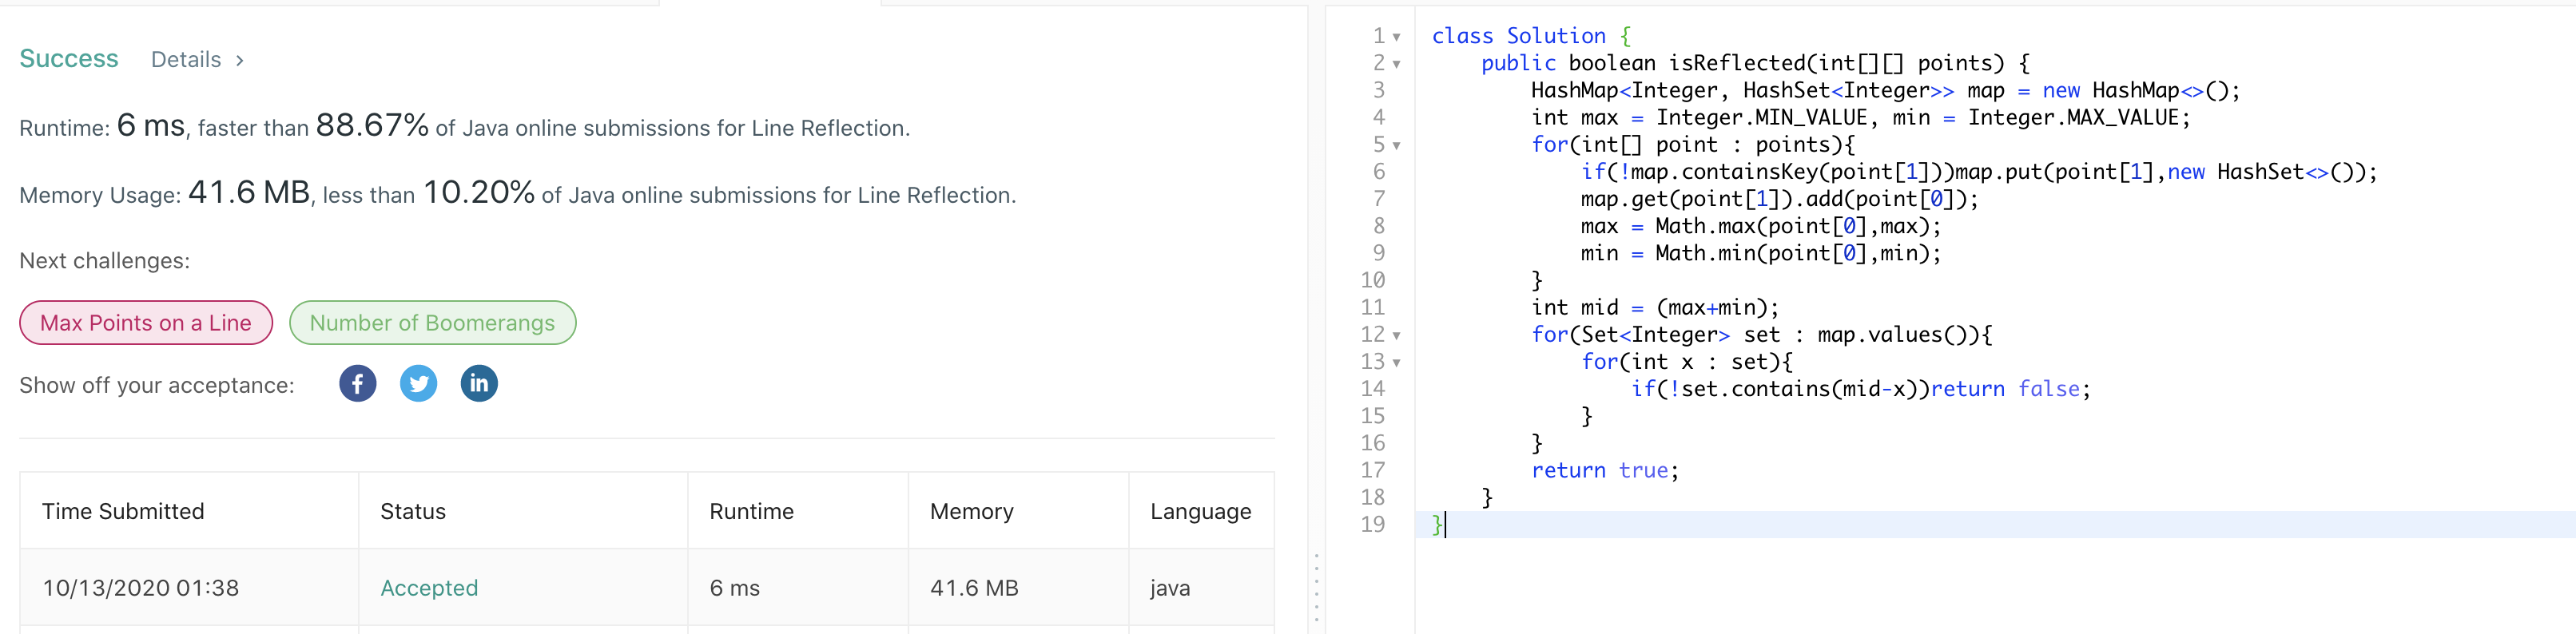 Success Details >
Runtime: 6 ms, faster than 88.67% of Java online submissions for Line Reflection.
Memory Usage: 41.6 MB, less than 10.20% of Java online submissions for Line Reflection.
Next challenges:
Max Points on a Line Number of Boomerangs
Show off your acceptance: f in
Time Submitted Status Runtime Memory Language
10/13/2020 01:38 Accepted 6 ms 41.6 MB java
1 class Solution {
2     public boolean isReflected(int[][] points) {
3         HashMap<Integer, HashSet<Integer>> map = new HashMap<>();
4         int max = Integer.MIN_VALUE, min = Integer.MAX_VALUE;
5         for(int[] point : points){
6             if(!map.containsKey(point[1]))map.put(point[1],new HashSet<>());
7             map.get(point[1]).add(point[0]);
8             max = Math.max(point[0],max);
9             min = Math.min(point[0],min);
10         }
11         int mid = (max+min);
12         for(Set<Integer> set : map.values()){
13             for(int x : set){
14                 if(!set.contains(mid-x))return false;
15             }
16         }
17         return true;
18     }
19 }